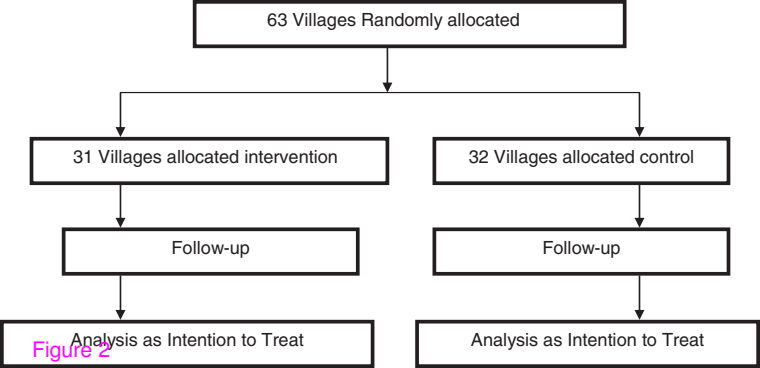 63 Villages Randomly allocated
31 Villages allocated intervention
32 Villages allocated control
Follow-up
Follow-up
Analysis as Intention to Treat
Analysis as Intention to Treat
Figure 2